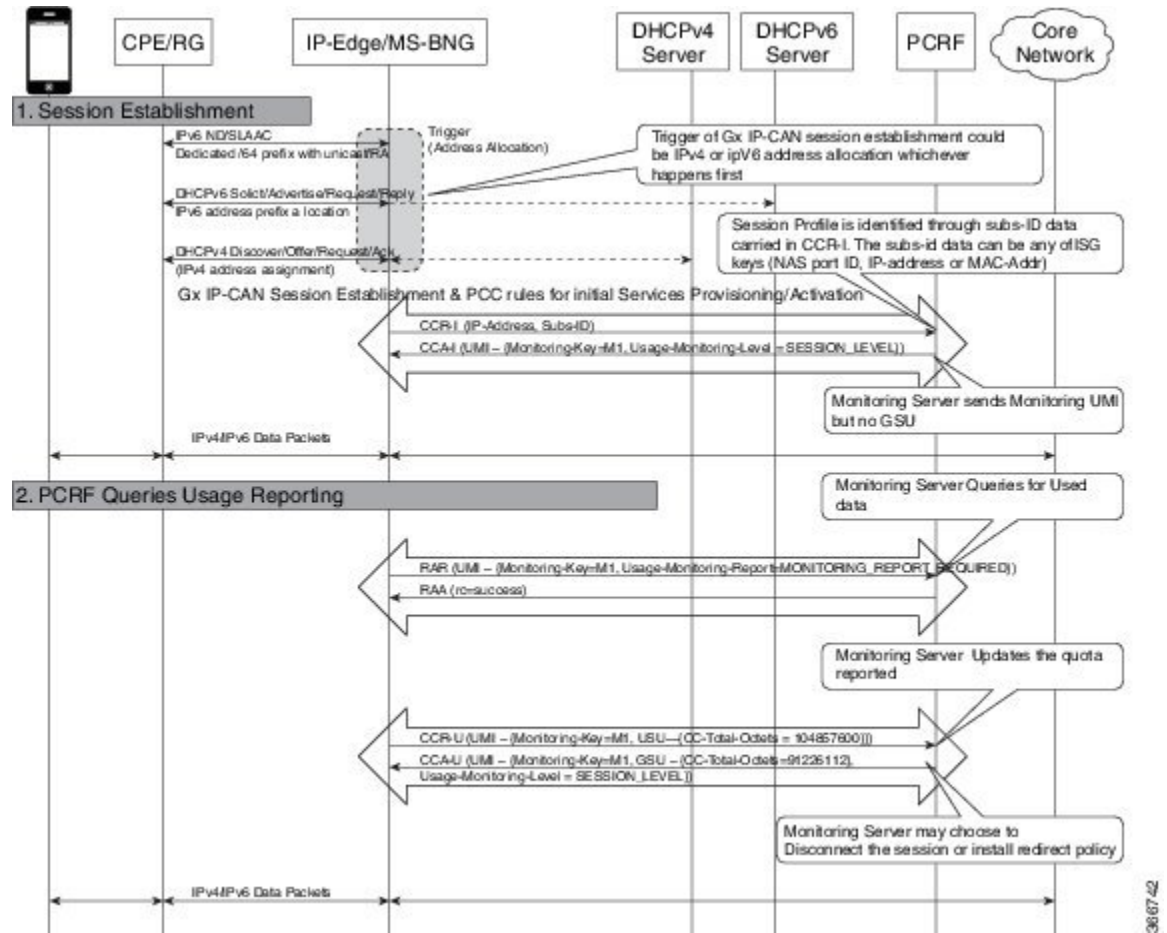 CPE/RG
IP-Edge/MS-BNG
DHCPv4
Server
DHCPv6
Server
PCRF
Core
Network
1. Session Establishment
IPv6 ND/SLAAC
Dedicated /64 prefix with unicast/RA
Trigger
(Address Allocation)
Trigger of Gx IP-CAN session establishment could
be IPv4 or ipV6 address allocation whichever
happens first
DHCPv6 Solict/Advertise/Request/Reply
IPv6 address prefix a location
Session Profile is identified through subs-ID data
carried in CCR-I. The subs-id data can be any of ISG
keys (NAS port ID, IP-address or MAC-Addr)
DHCPv4 Discover/Offer/Request/Ack
(IPv4 address assignment)
Gx IP-CAN Session Establishment & PCC rules for initial Services Provisioning/Activation
CCR-I (IP-Address, Subs-ID)
CCA-I (UMI – {Monitoring-Key=M1, Usage-Monitoring-Level = SESSION_LEVEL})
Monitoring Server sends Monitoring UMI
but no GSU
IPv4/IPv6 Data Packets
2. PCRF Queries Usage Reporting
Monitoring Server Queries for Used
data
RAR (UMI – {Monitoring-Key=M1, Usage-Monitoring-Report=MONITORING_REPORT_REQUIRED})
RAA (rc=success)
Monitoring Server Updates the quota
reported
CCR-U (UMI – {Monitoring-Key=M1, USU—{CC-Total-Octets = 104857600}})
CCA-U (UMI – {Monitoring-Key=M1, GSU – {CC-Total-Octets=91226112},
Usage-Monitoring-Level = SESSION_LEVEL})
Monitoring Server may choose to
Disconnect the session or install redirect policy
IPv4/IPv6 Data Packets
366742